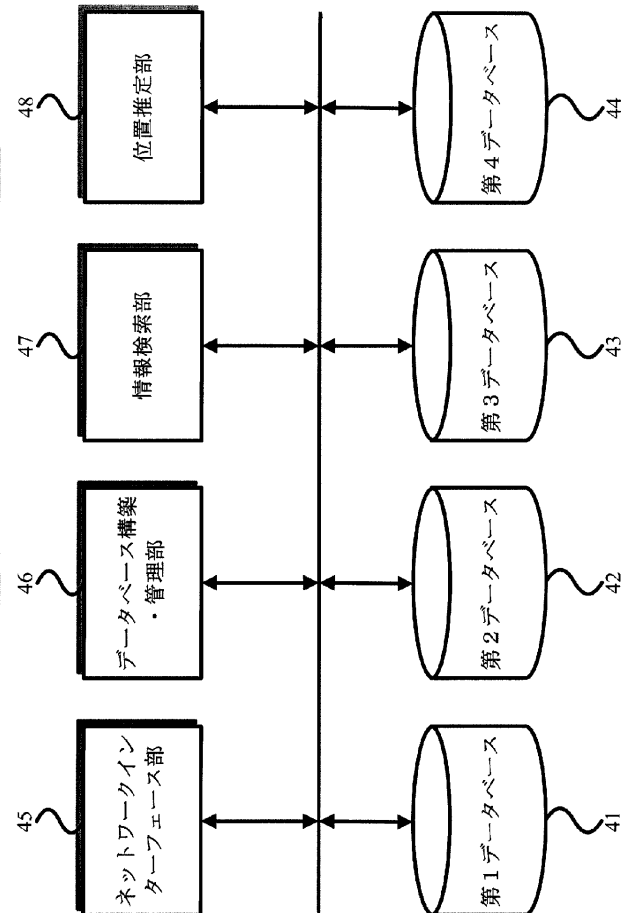 45
46
47
48
ネットワークイン
ターフェース部
データベース構築
・管理部
情報検索部
位置推定部
第1データベース
第2データベース
第3データベース
第4データベース
41
42
43
44